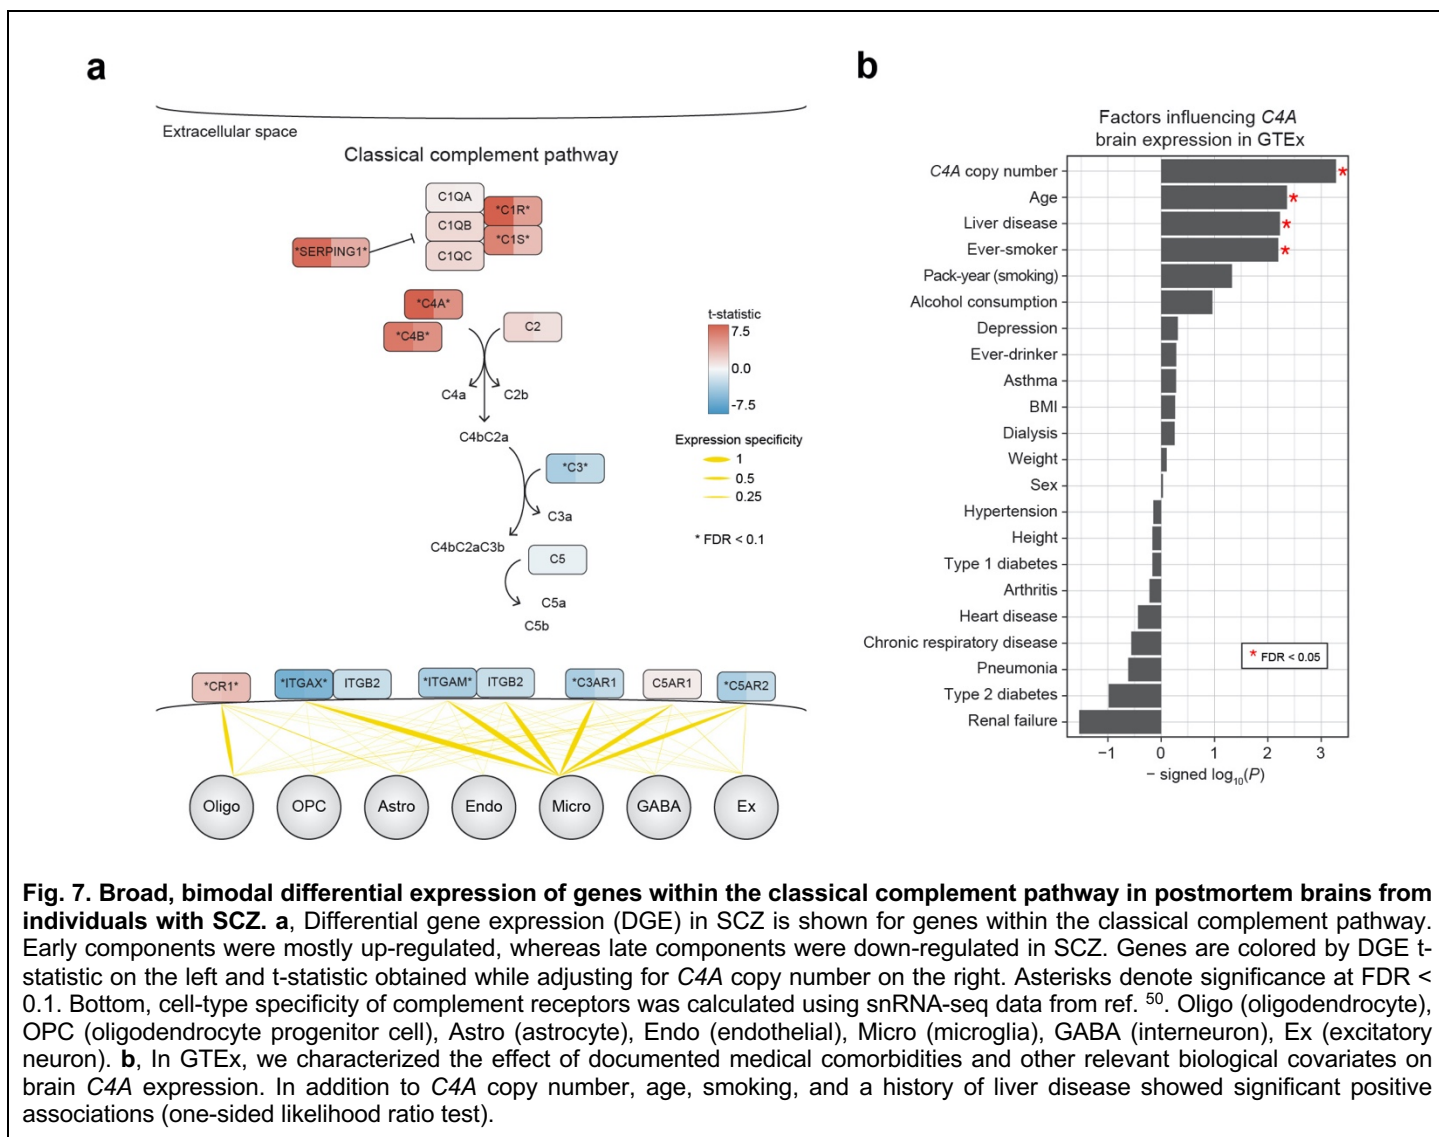 a
Extracellular space
Classical complement pathway
C1QA
*C1R*
C1QB
*C1S*
*SERPING1*
C1QC
*C4A*
*C4B*
C2
C4a
C2b
C4bC2a
*C3*
C3a
C4bC2aC3b
C5
C5a
C5b
t-statistic
7.5
0.0
-7.5
Expression specificity
1
0.5
0.25
* FDR < 0.1
*CR1*
*ITGAX*
ITGB2
*ITGAM*
ITGB2
*C3AR1
C5AR1
*C5AR2
Oligo
OPC
Astro
Endo
Micro
GABA
Ex
b
Factors influencing C4A
brain expression in GTEx
C4A copy number
Age
Liver disease
Ever-smoker
Pack-year (smoking)
Alcohol consumption
Depression
Ever-drinker
Asthma
BMI
Dialysis
Weight
Sex
Hypertension
Height
Type 1 diabetes
Arthritis
Heart disease
Chronic respiratory disease
Pneumonia
Type 2 diabetes
Renal failure
* FDR < 0.05
−1 0 1 2 3
− signed log10(P)
Fig. 7. Broad, bimodal differential expression of genes within the classical complement pathway in postmortem brains from
individuals with SCZ. a, Differential gene expression (DGE) in SCZ is shown for genes within the classical complement pathway.
Early components were mostly up-regulated, whereas late components were down-regulated in SCZ. Genes are colored by DGE t-
statistic on the left and t-statistic obtained while adjusting for C4A copy number on the right. Asterisks denote significance at FDR <
0.1. Bottom, cell-type specificity of complement receptors was calculated using snRNA-seq data from ref. 50. Oligo (oligodendrocyte),
OPC (oligodendrocyte progenitor cell), Astro (astrocyte), Endo (endothelial), Micro (microglia), GABA (interneuron), Ex (excitatory
neuron). b, In GTEx, we characterized the effect of documented medical comorbidities and other relevant biological covariates on
brain C4A expression. In addition to C4A copy number, age, smoking, and a history of liver disease showed significant positive
associations (one-sided likelihood ratio test).